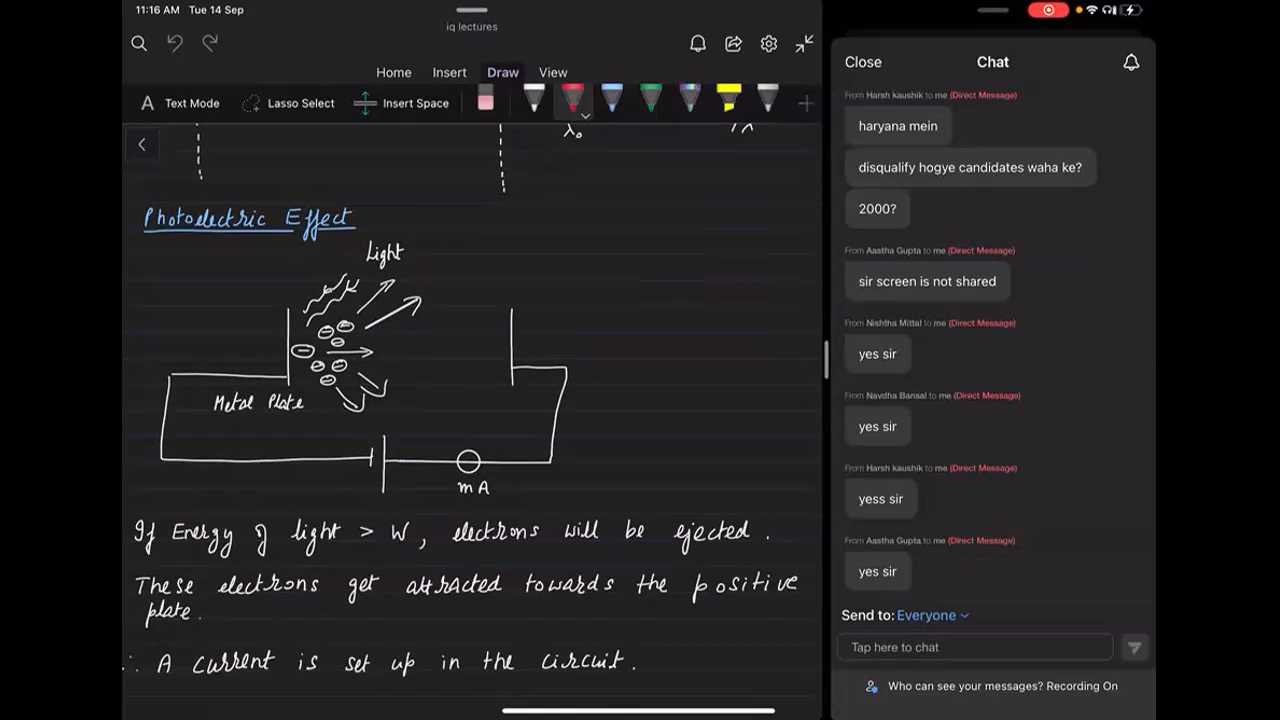 11:16 AM Tue 14 Sep
iq lectures
Home Insert Draw View
A Text Mode Lasso Select Insert Space
λ₀
Photoelectric Effect
Light
Metal Plate
mA
If Energy of light > W, electrons will be ejected.
These electrons get attracted towards the positive
plate.
∴ A current is set up in the circuit.
Close Chat
From Harsh kaushik to me (Direct Message)
haryana mein
disqualify hogye candidates waha ke?
2000?
From Aastha Gupta to me (Direct Message)
sir screen is not shared
From Nishtha Mittal to me (Direct Message)
yes sir
From Navdha Bansal to me (Direct Message)
yes sir
From Harsh kaushik to me (Direct Message)
yess sir
From Aastha Gupta to me (Direct Message)
yes sir
Send to: Everyone
Tap here to chat
Who can see your messages? Recording On